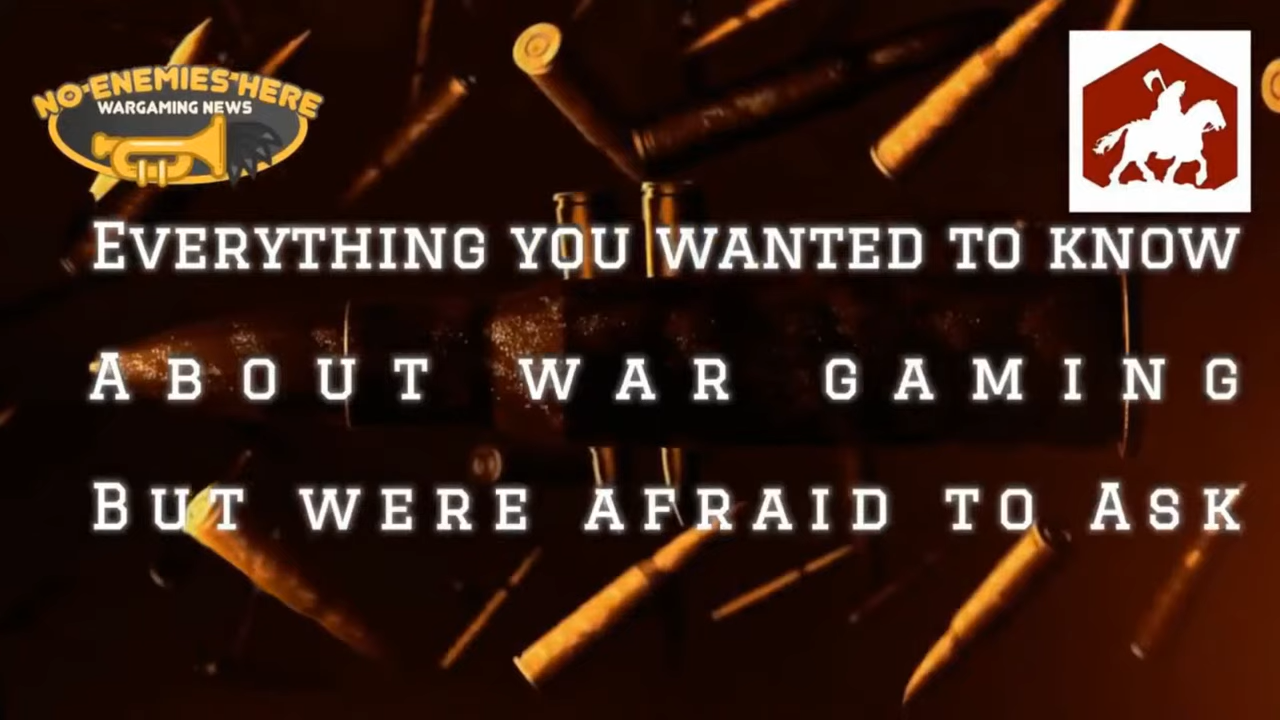 NO ENEMIES HERE
WARGAMING NEWS
EVERYTHING YOU WANTED TO KNOW
ABOUT WAR GAMING
BUT WERE AFRAID TO ASK